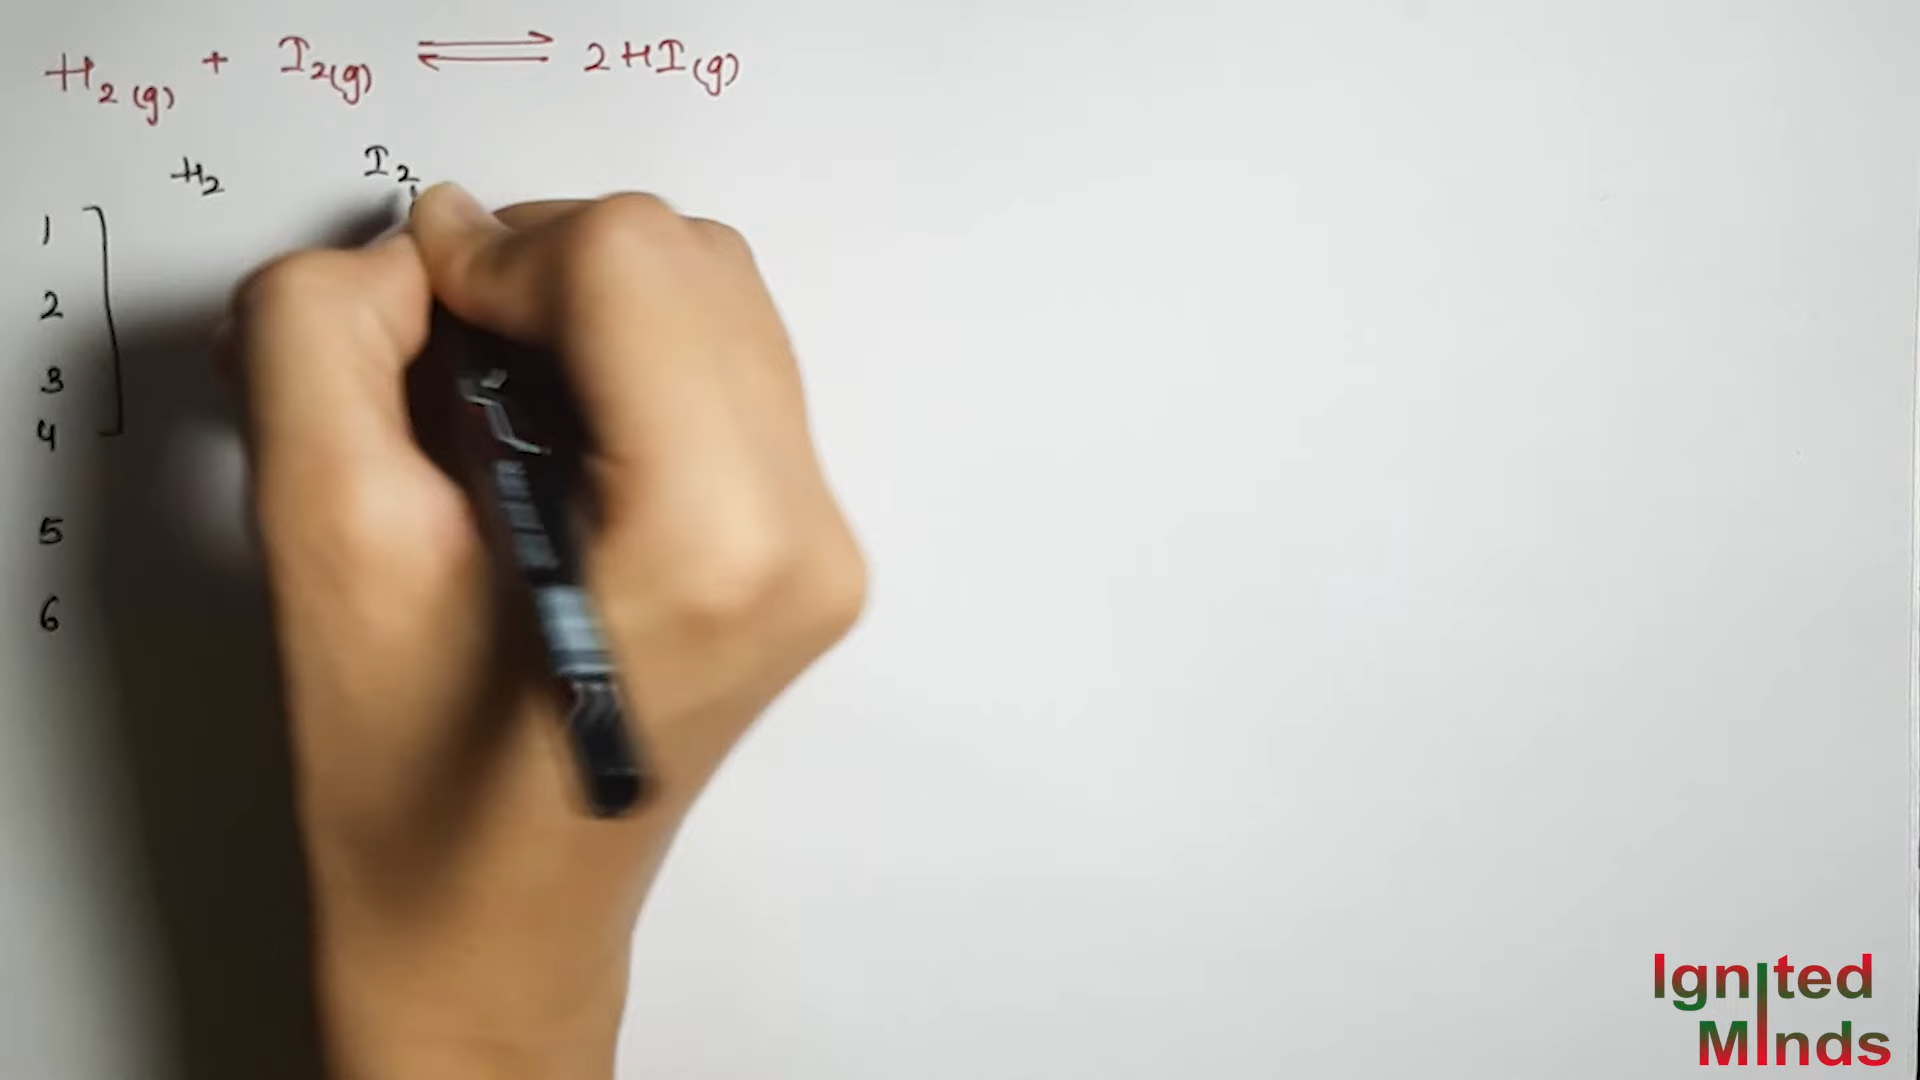 H₂(g) + I₂(g) ⇌ 2HI(g)
H₂ I₂
1
2
3
4
5
6
Ignited
Minds